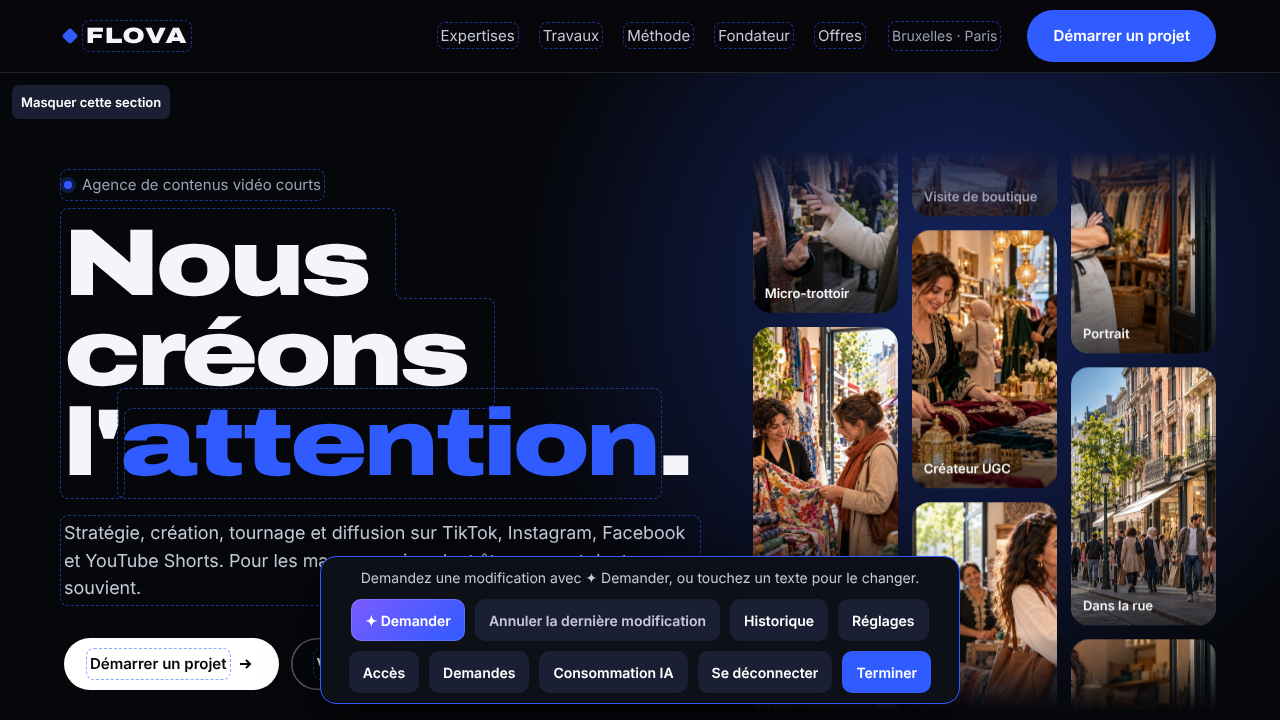 FLOVA
Expertises
Travaux
Méthode
Fondateur
Offres
Bruxelles · Paris
Démarrer un projet
Masquer cette section
Agence de contenus vidéo courts
Nous
créons
l'attention.
Stratégie, création, tournage et diffusion sur TikTok, Instagram, Facebook
et YouTube Shorts. Pour les
souvient.
Démarrer un projet →
Visite de boutique
Micro-trottoir
Portrait
Créateur UGC
Dans la rue
Demandez une modification avec ✦ Demander, ou touchez un texte pour le changer.
✦ Demander
Annuler la dernière modification
Historique
Réglages
Accès
Demandes
Consommation IA
Se déconnecter
Terminer